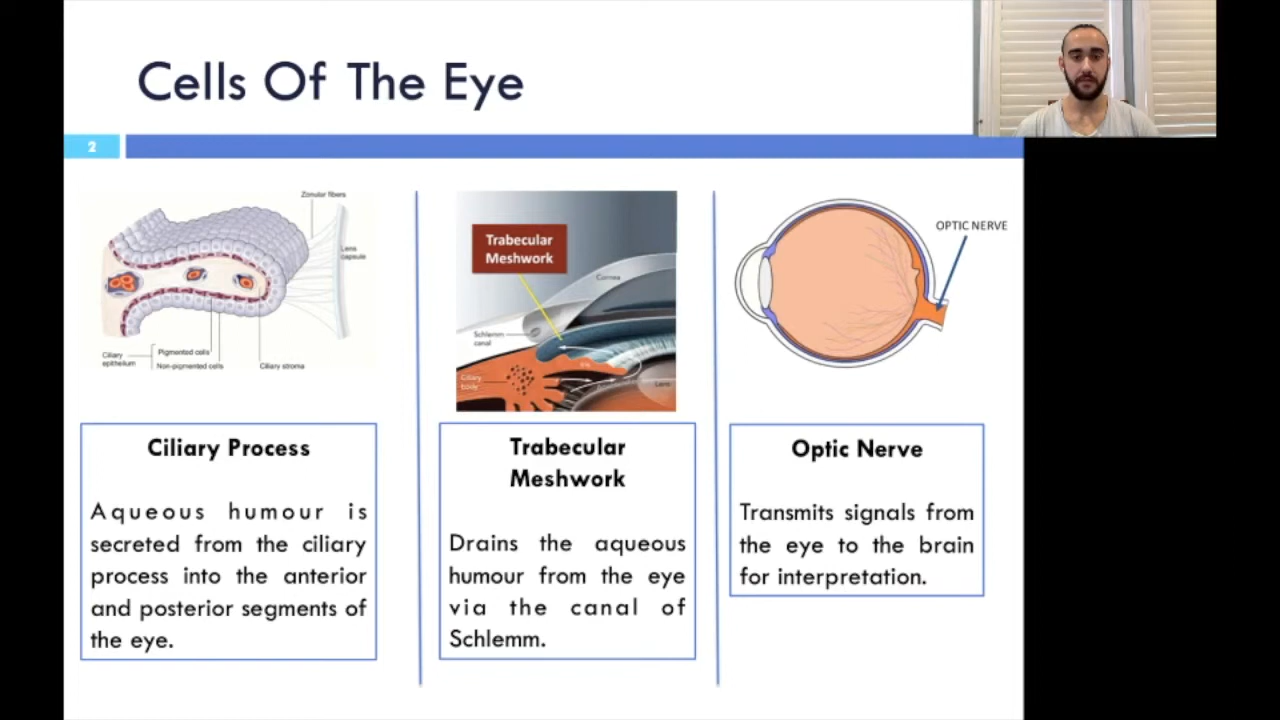 Cells Of The Eye
2
Zonular fibers
Lens
capsule
Ciliary
epithelium
Pigmented cells
Non-pigmented cells
Ciliary stroma
Trabecular
Meshwork
Cornea
Schlemm
canal
Ciliary
body
Lens
OPTIC NERVE
Ciliary Process
Aqueous humour is
secreted from the ciliary
process into the anterior
and posterior segments of
the eye.
Trabecular
Meshwork
Drains the aqueous
humour from the eye
via the canal of
Schlemm.
Optic Nerve
Transmits signals from
the eye to the brain
for interpretation.